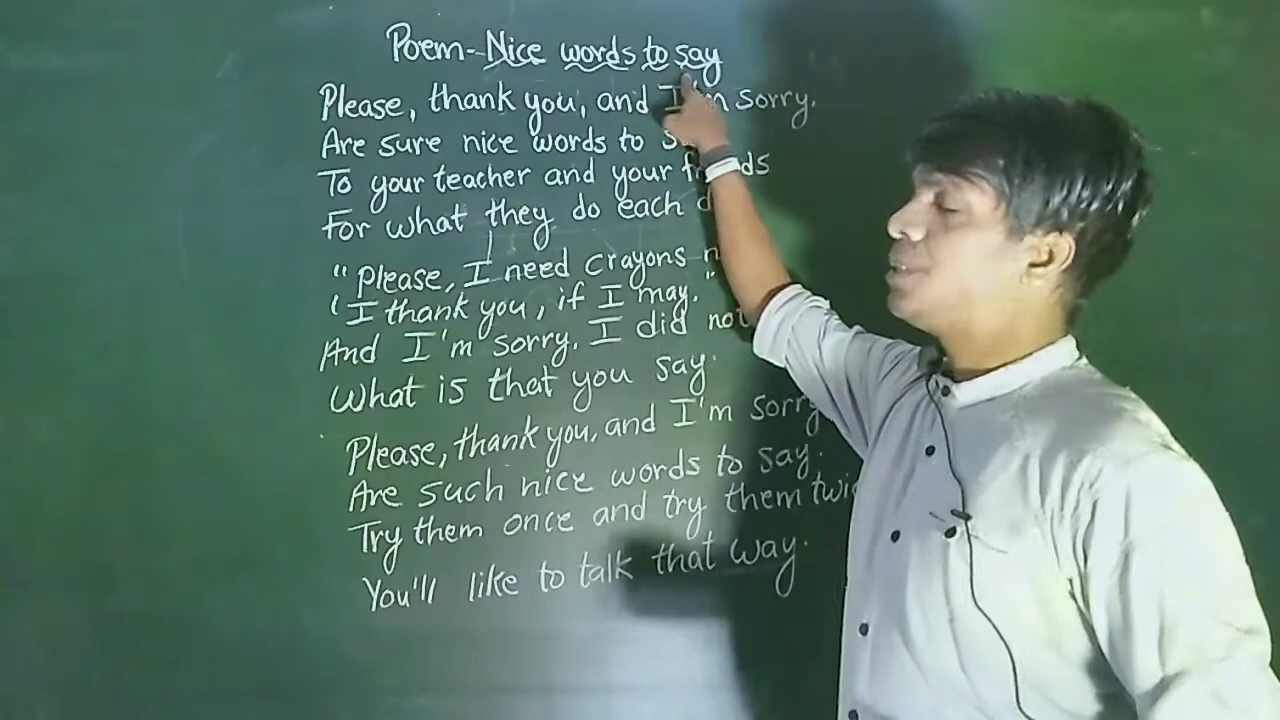 Poem-Nice words to say
Please, thank you, and I'm sorry.
Are sure nice words to
To your teacher and your
For what they do each
"Please, I need crayons
"I thank you, if I may."
And I'm sorry. I did not
What is that you say.
Please, thank you, and I'm sorry
Are such nice words to say.
Try them once and try them
You'll like to talk that way.